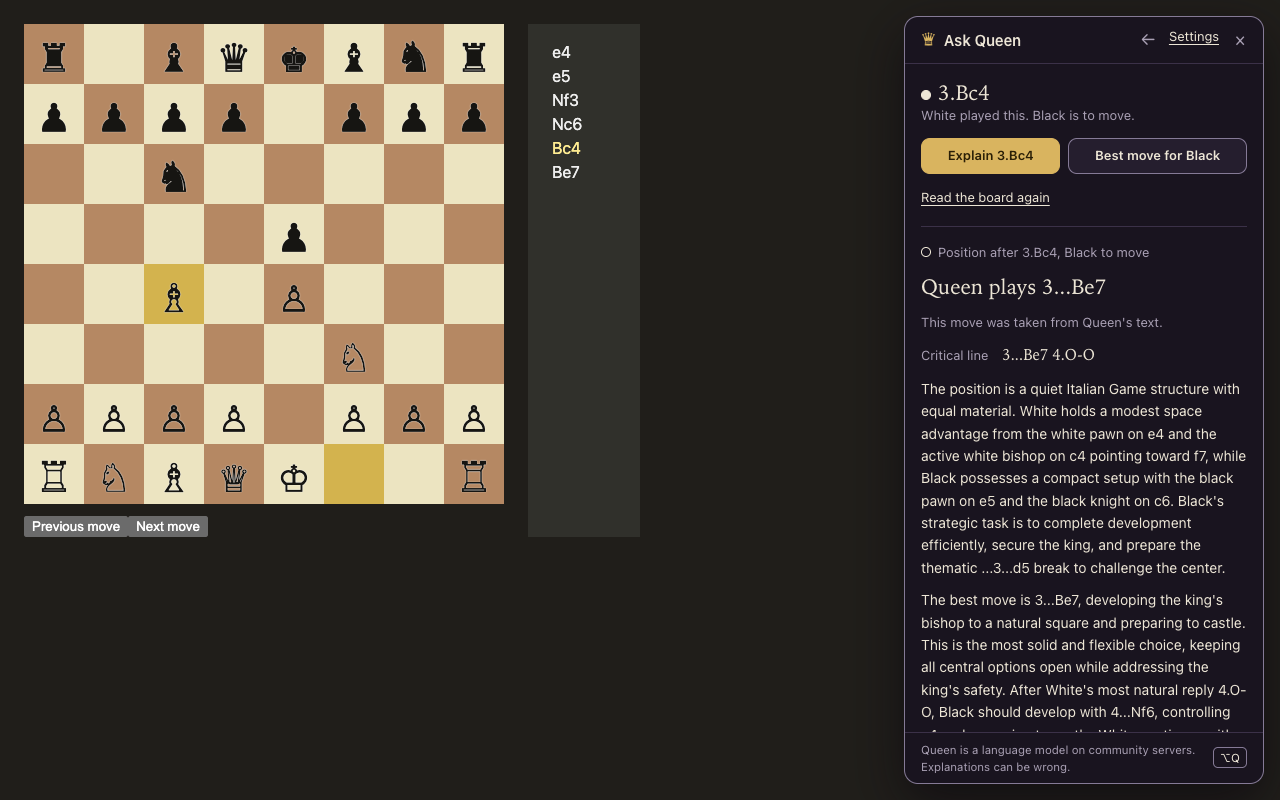 e4
e5
Nf3
Nc6
Bc4
Be7
Previous move
Next move
Ask Queen
Settings
3.Bc4
White played this. Black is to move.
Explain 3.Bc4
Best move for Black
Read the board again
Position after 3.Bc4, Black to move
Queen plays 3...Be7
This move was taken from Queen's text.
Critical line 3...Be7 4.O-O
The position is a quiet Italian Game structure with
equal material. White holds a modest space
advantage from the white pawn on e4 and the
active white bishop on c4 pointing toward f7, while
Black possesses a compact setup with the black
pawn on e5 and the black knight on c6. Black's
strategic task is to complete development
efficiently, secure the king, and prepare the
thematic ...3...d5 break to challenge the center.
The best move is 3...Be7, developing the king's
bishop to a natural square and preparing to castle.
This is the most solid and flexible choice, keeping
all central options open while addressing the
king's safety. After White's most natural reply 4.O-
O, Black should develop with 4...Nf6, controlling
Queen is a language model on community servers.
Explanations can be wrong.
⌥Q